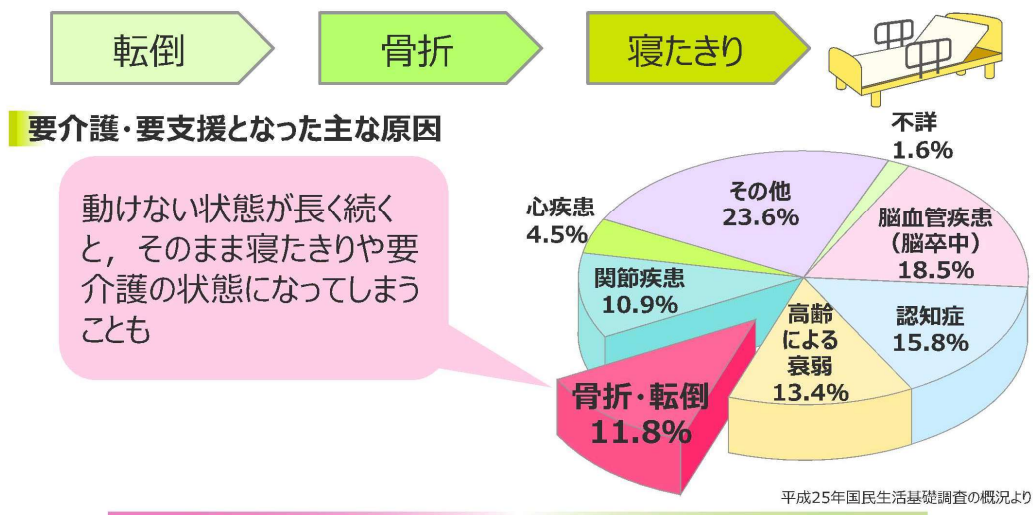 転倒
骨折
寝たきり
要介護・要支援となった主な原因
動けない状態が長く続く
と，そのまま寝たきりや要
介護の状態になってしまう
ことも
不詳
1.6%
脳血管疾患
（脳卒中）
18.5%
認知症
15.8%
高齢
による
衰弱
13.4%
骨折・転倒
11.8%
関節疾患
10.9%
心疾患
4.5%
その他
23.6%
平成25年国民生活基礎調査の概況より